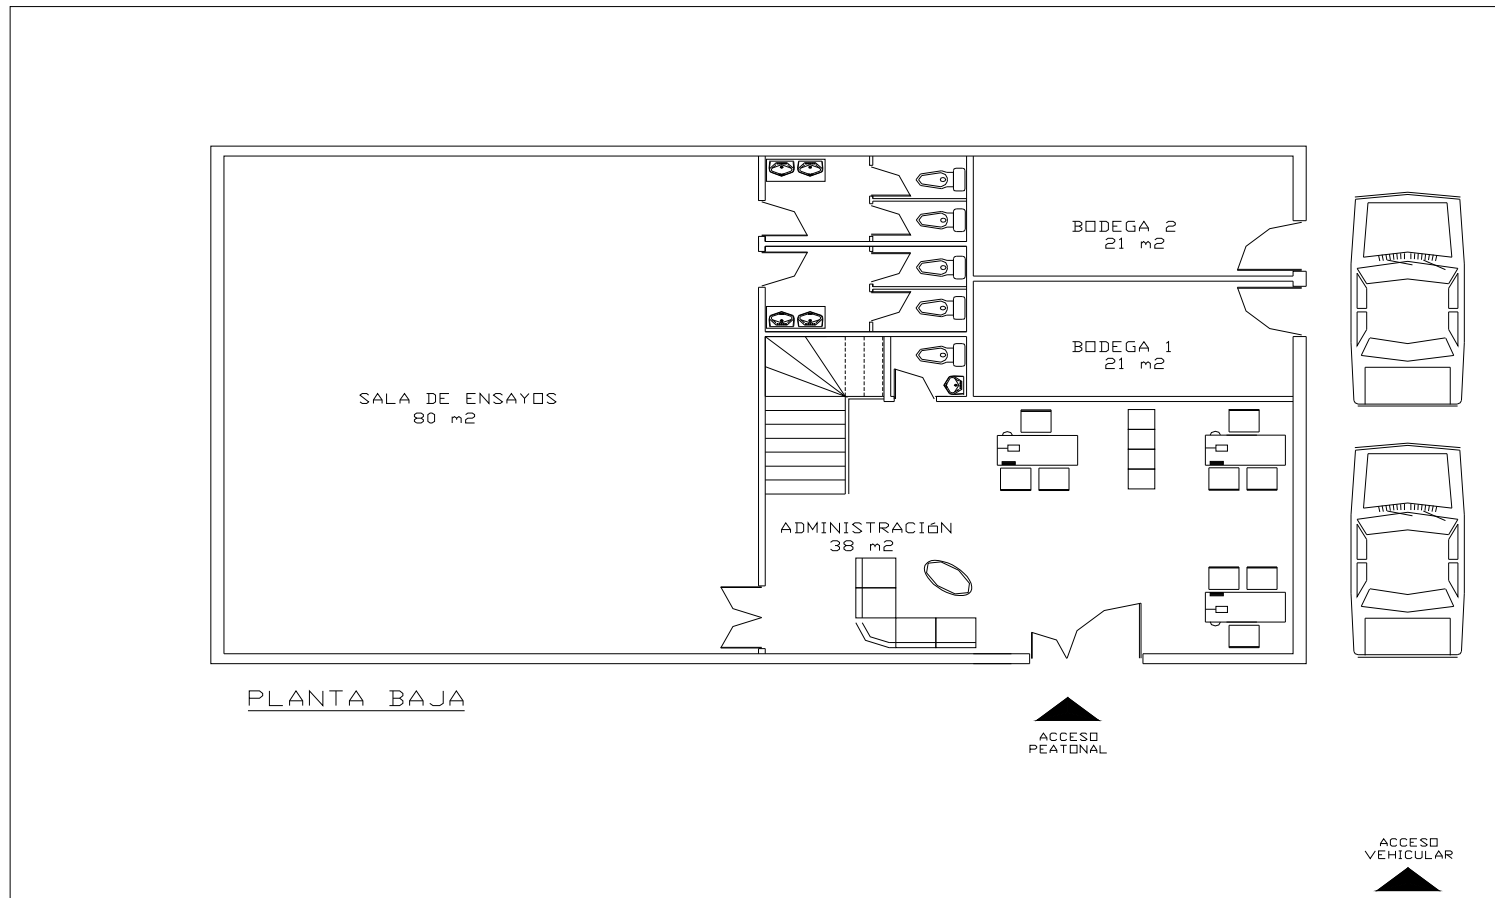 BODEGA 2
21 m2
BODEGA 1
21 m2
SALA DE ENSAYOS
80 m2
ADMINISTRACIóN
38 m2
PLANTA BAJA
ACCESO
PEATONAL
ACCESO
VEHICULAR